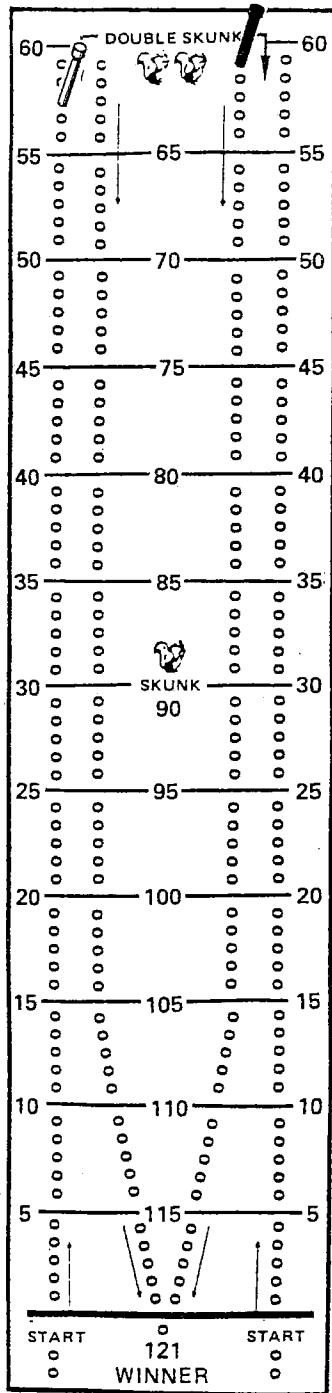 60 DOUBLE SKUNK 60
55 65 55
50 70 50
45 75 45
40 80 40
35 85 35
SKUNK
30 90 30
25 95 25
20 100 20
15 105 15
10 110 10
5 115 5
START START
121
WINNER